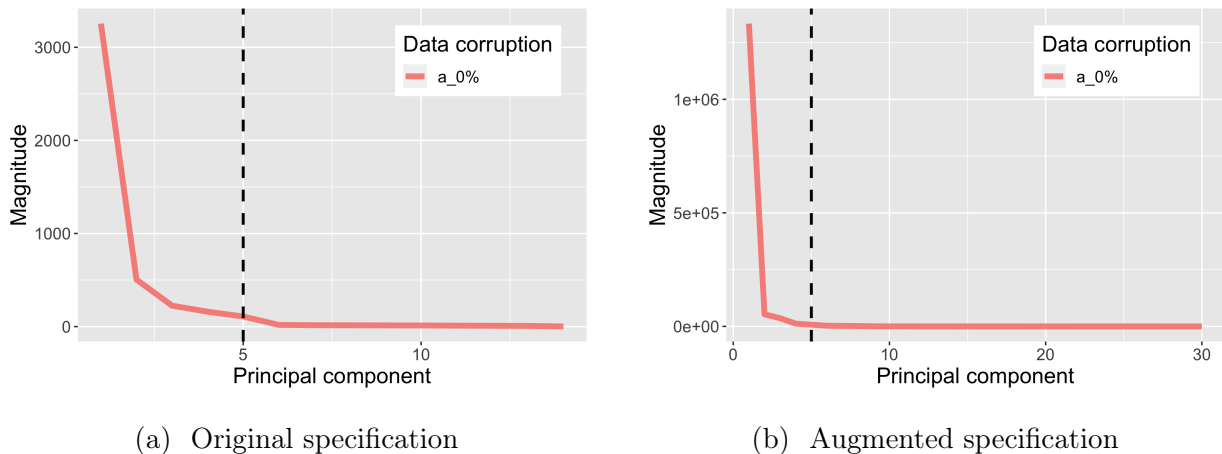 3000
2000
1000
0
Magnitude
Data corruption
a_0%
5
10
Principal component
(a) Original specification
1e+06
5e+05
0e+00
Magnitude
Data corruption
a_0%
0
10
20
30
Principal component
(b) Augmented specification